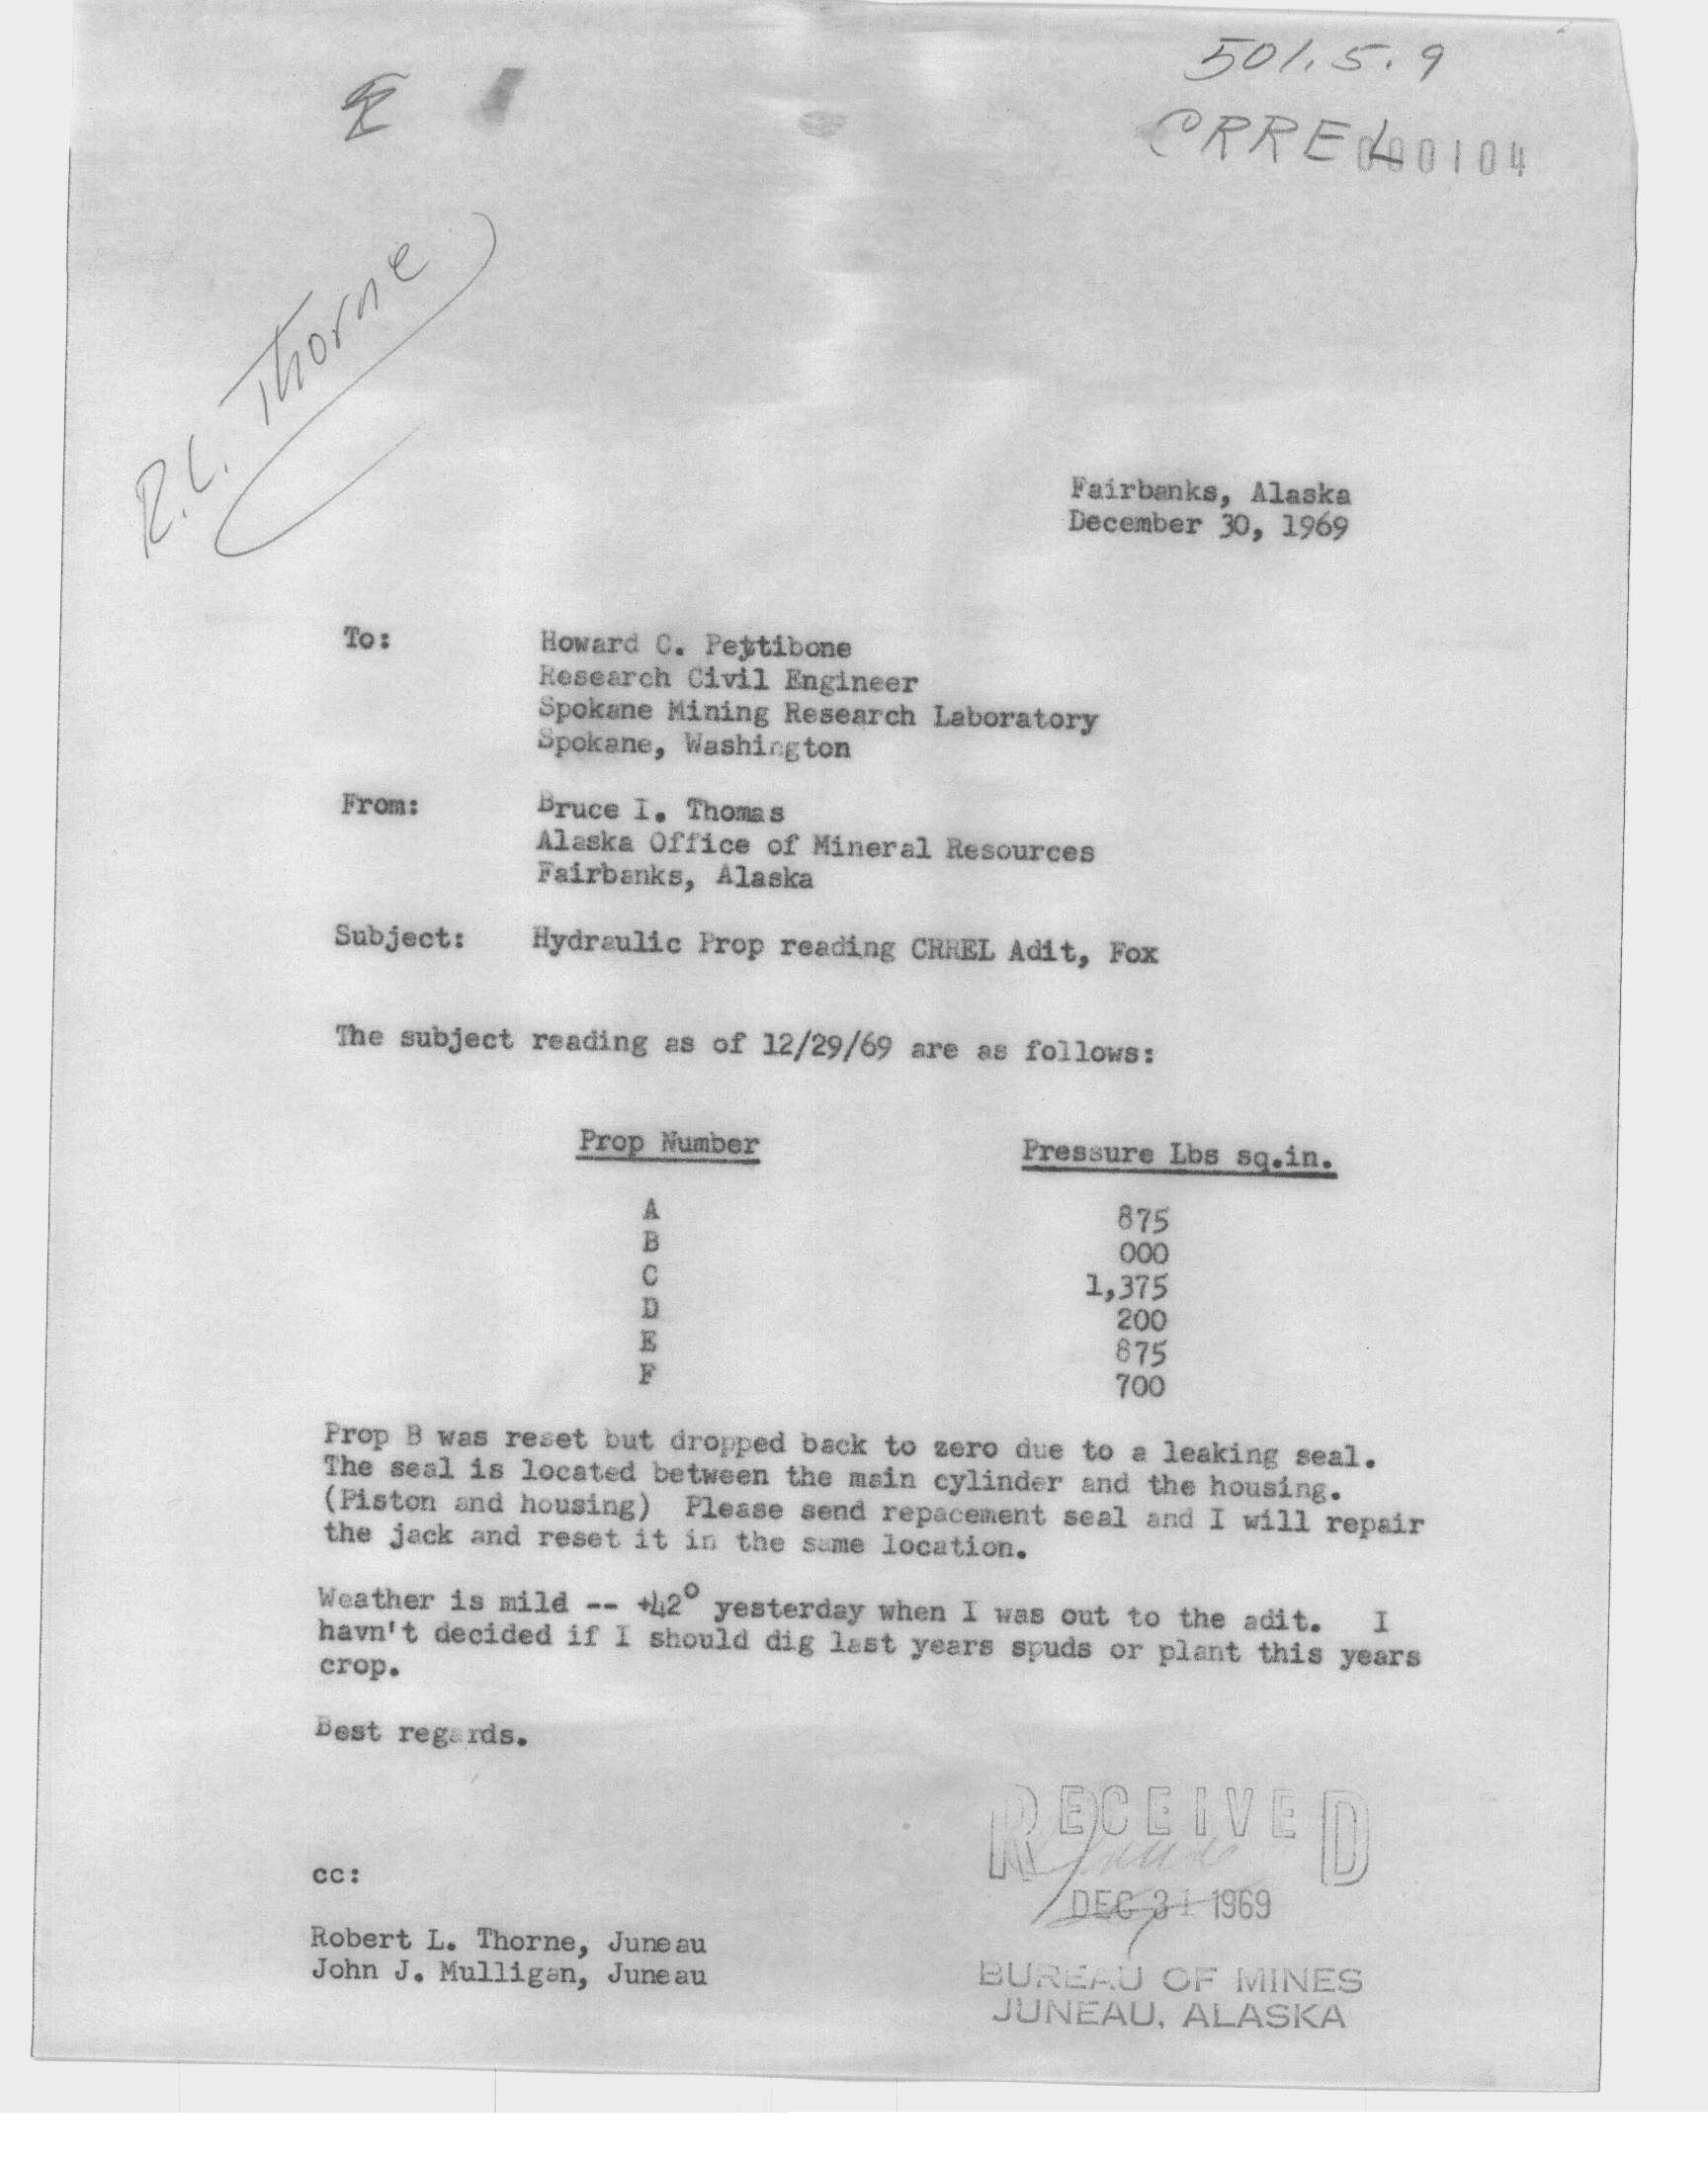 501.5.9
CRREL 000104
R.L. Thorne
Fairbanks, Alaska
December 30, 1969
To: Howard C. Pettibone
Research Civil Engineer
Spokane Mining Research Laboratory
Spokane, Washington
From: Bruce I. Thomas
Alaska Office of Mineral Resources
Fairbanks, Alaska
Subject: Hydraulic Prop reading CRREL Adit, Fox
The subject reading as of 12/29/69 are as follows:
Prop Number Pressure Lbs sq.in.
A 875
B 000
C 1,375
D 200
E 875
F 700
Prop B was reset but dropped back to zero due to a leaking seal.
The seal is located between the main cylinder and the housing.
(Piston and housing) Please send repacement seal and I will repair
the jack and reset it in the same location.
Weather is mild -- +42° yesterday when I was out to the adit. I
havn't decided if I should dig last years spuds or plant this years
crop.
Best regards.
RECEIVED
DEC 31 1969
BUREAU OF MINES
JUNEAU, ALASKA
cc:
Robert L. Thorne, Juneau
John J. Mulligan, Juneau